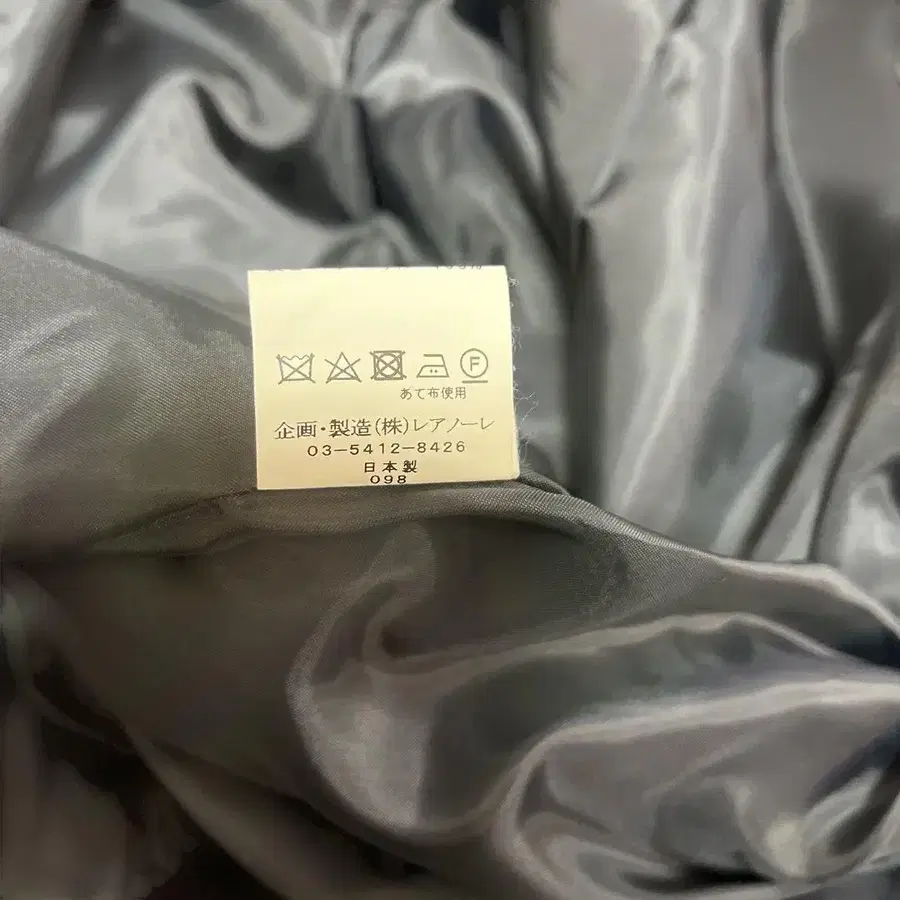 F
あて布使用
企画・製造(株)レアノーレ
03-5412-8426
日本製
098